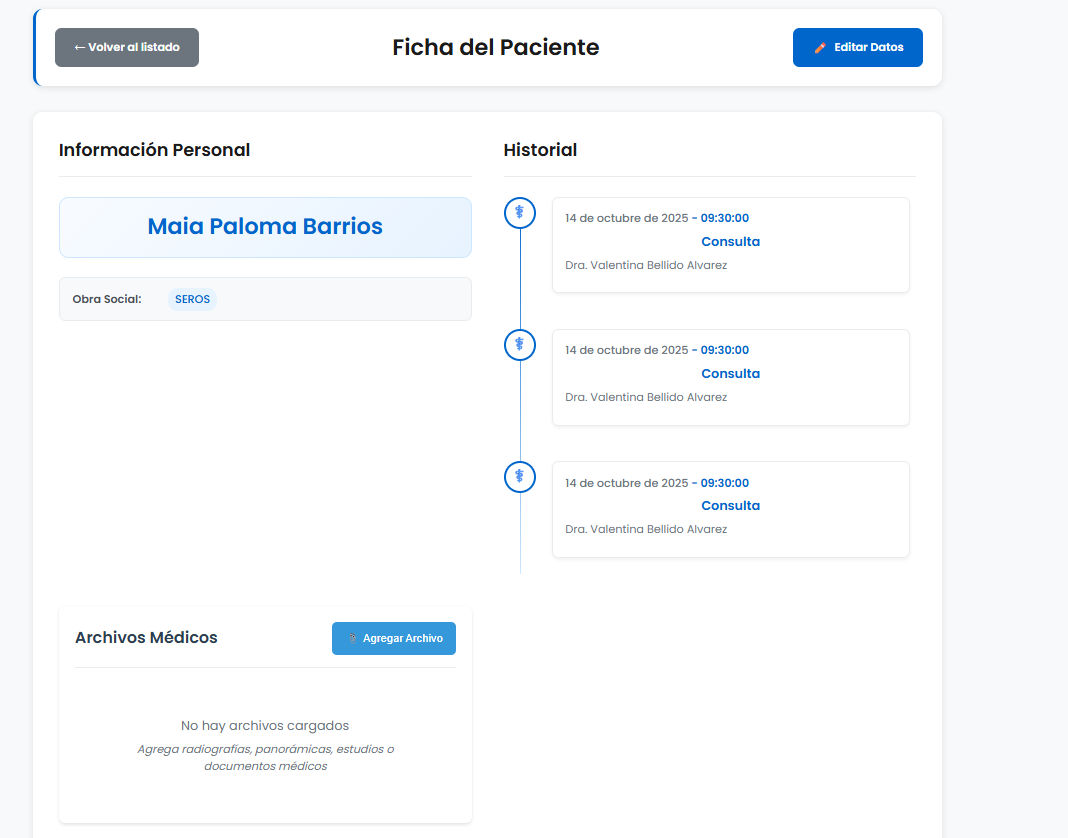 ← Volver al listado
Ficha del Paciente
Editar Datos
Información Personal
Maia Paloma Barrios
Obra Social: SEROS
Historial
14 de octubre de 2025 - 09:30:00
Consulta
Dra. Valentina Bellido Alvarez
14 de octubre de 2025 - 09:30:00
Consulta
Dra. Valentina Bellido Alvarez
14 de octubre de 2025 - 09:30:00
Consulta
Dra. Valentina Bellido Alvarez
Archivos Médicos
Agregar Archivo
No hay archivos cargados
Agrega radiografías, panorámicas, estudios o
documentos médicos